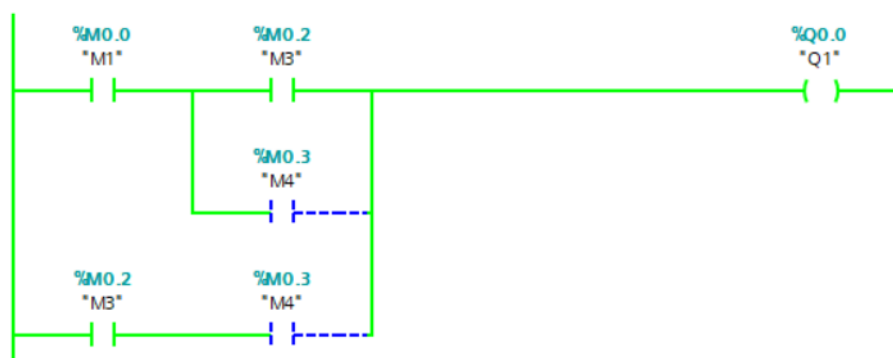 %M0.0 %M0.2 %Q0.0
"M1" "M3" "Q1"
%M0.3
"M4"
%M0.2 %M0.3
"M3" "M4"